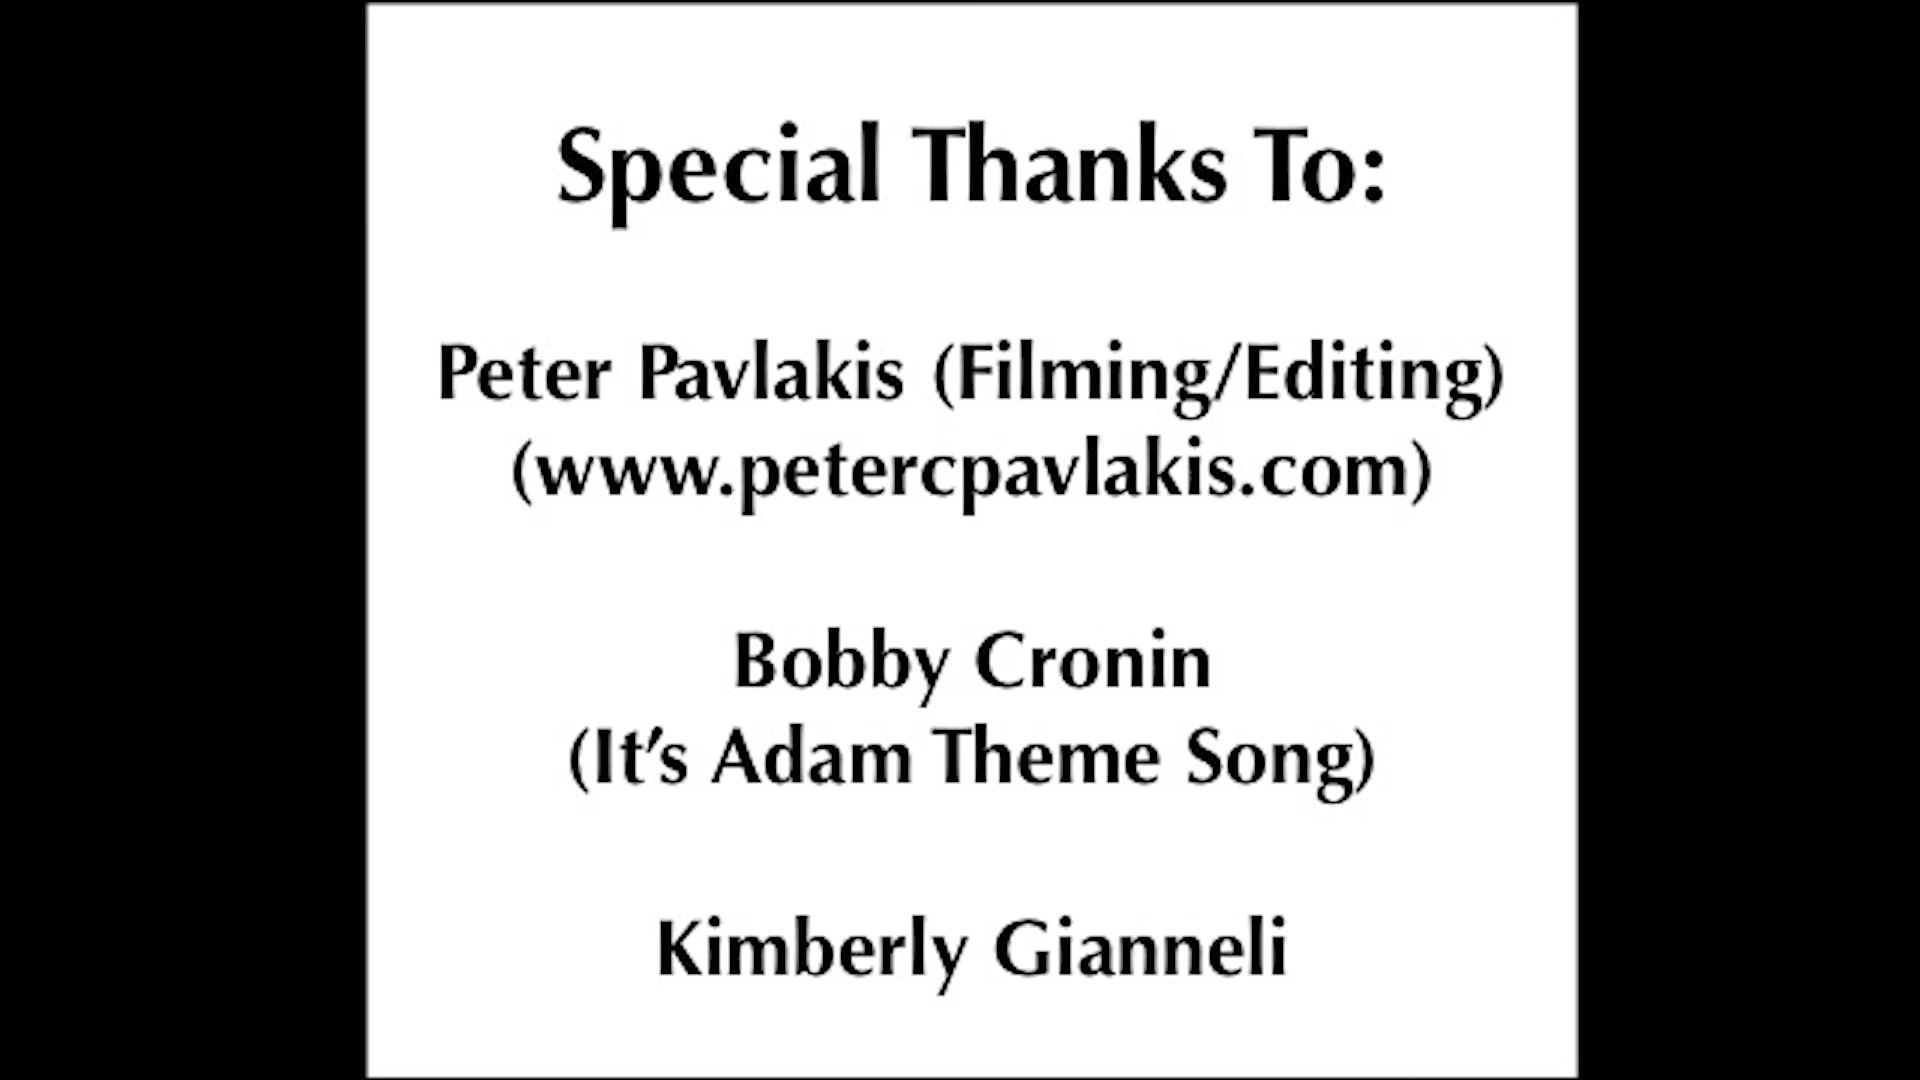 Special Thanks To:
Peter Pavlakis (Filming/Editing)
(www.petercpavlakis.com)
Bobby Cronin
(It’s Adam Theme Song)
Kimberly Gianneli